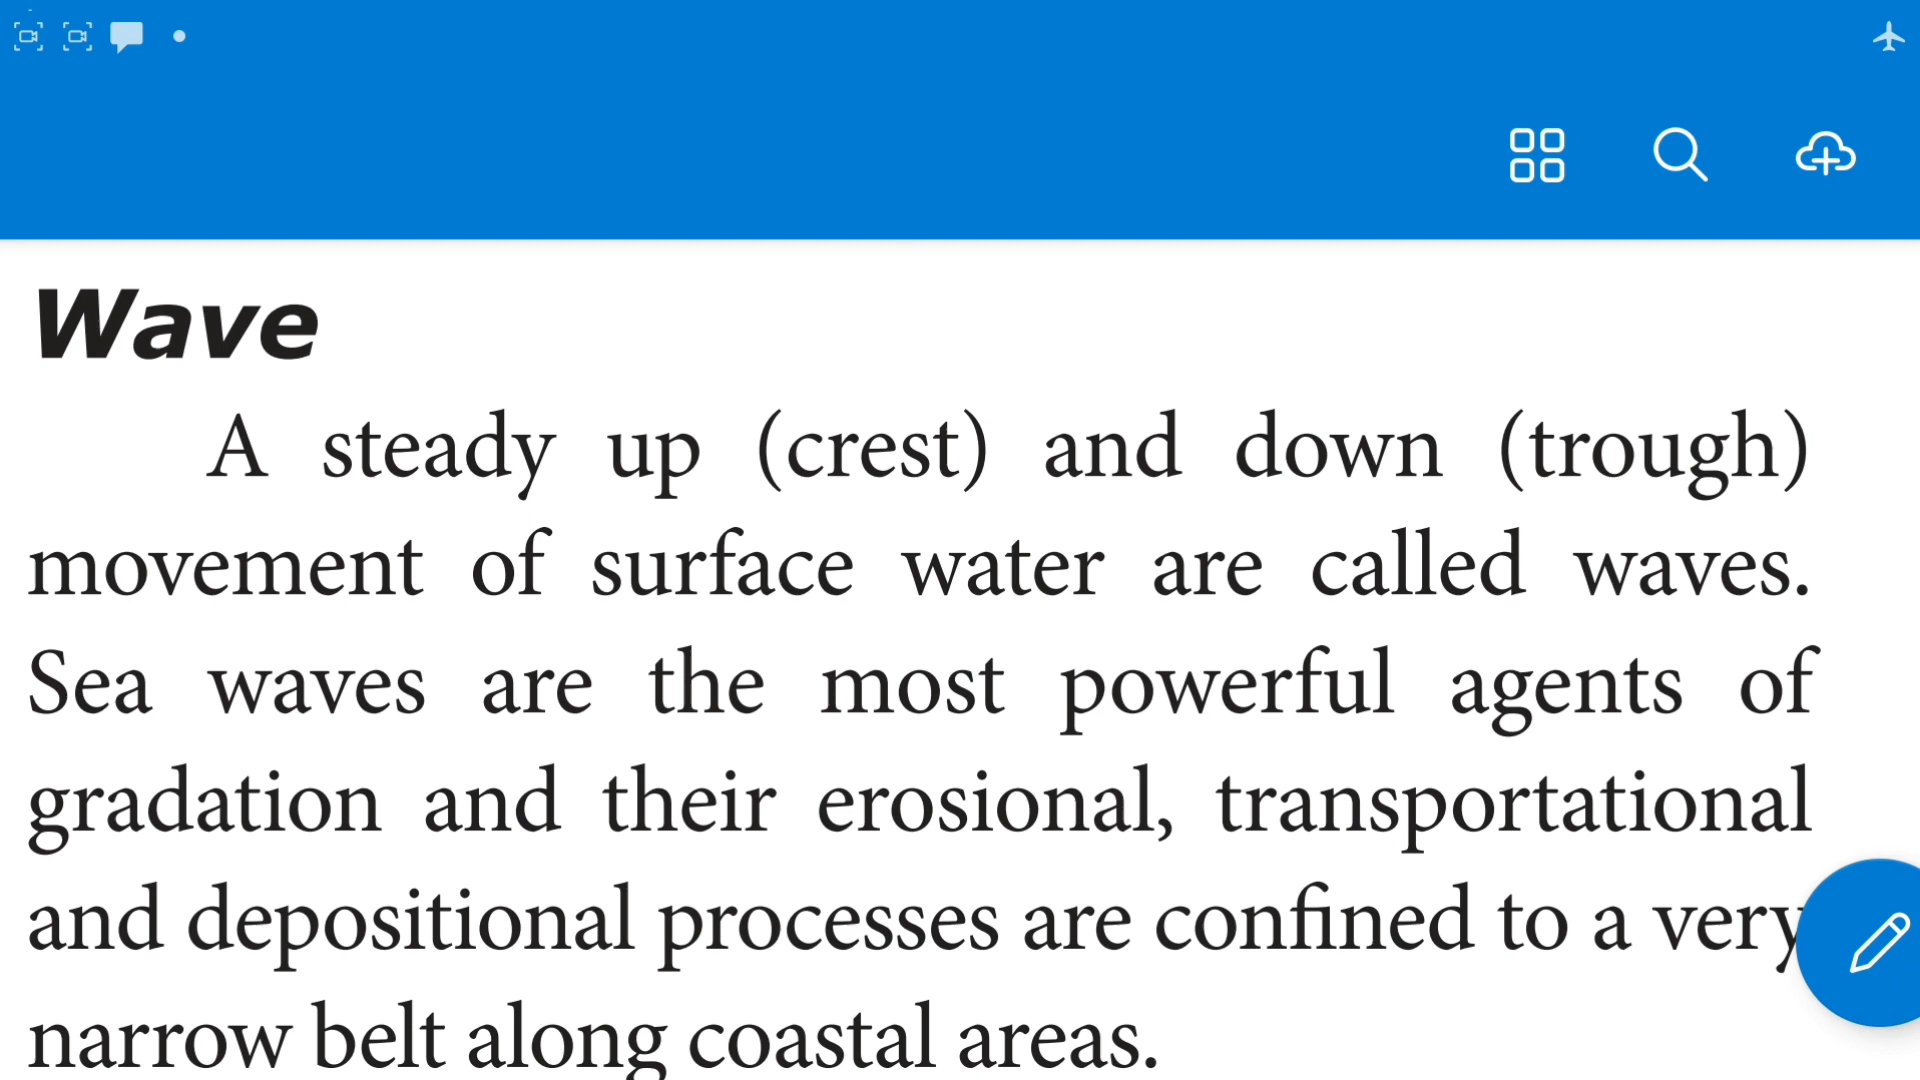 Wave
A steady up (crest) and down (trough)
movement of surface water are called waves.
Sea waves are the most powerful agents of
gradation and their erosional, transportational
and depositional processes are confined to a very
narrow belt along coastal areas.